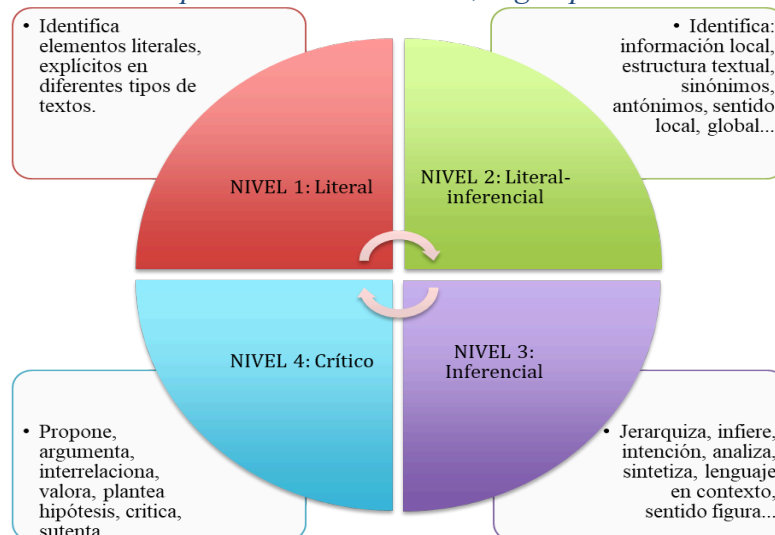 • Identifica
elementos literales,
explícitos en
diferentes tipos de
textos.
• Identifica:
información local,
estructura textual,
sinónimos,
antónimos, sentido
local, global...
NIVEL 1: Literal
NIVEL 2: Literal-
inferencial
NIVEL 4: Crítico
NIVEL 3:
Inferencial
• Propone,
argumenta,
interrelaciona,
valora, plantea
hipótesis, critica,
sutenta
• Jerarquiza, infiere,
intención, analiza,
sintetiza, lenguaje
en contexto,
sentido figura...